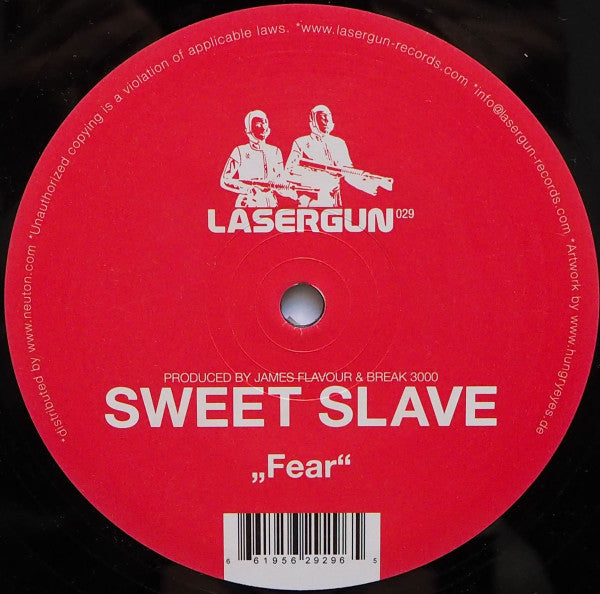 *distributed by www.neuton.com *Unauthorized copying is a violation of applicable laws. *www.lasergun-records.com *info@lasergun-records.com *Artwork by www.hungryeyes.de
LASERGUN 029
PRODUCED BY JAMES FLAVOUR & BREAK 3000
SWEET SLAVE
„Fear“
6 61956 29296 5